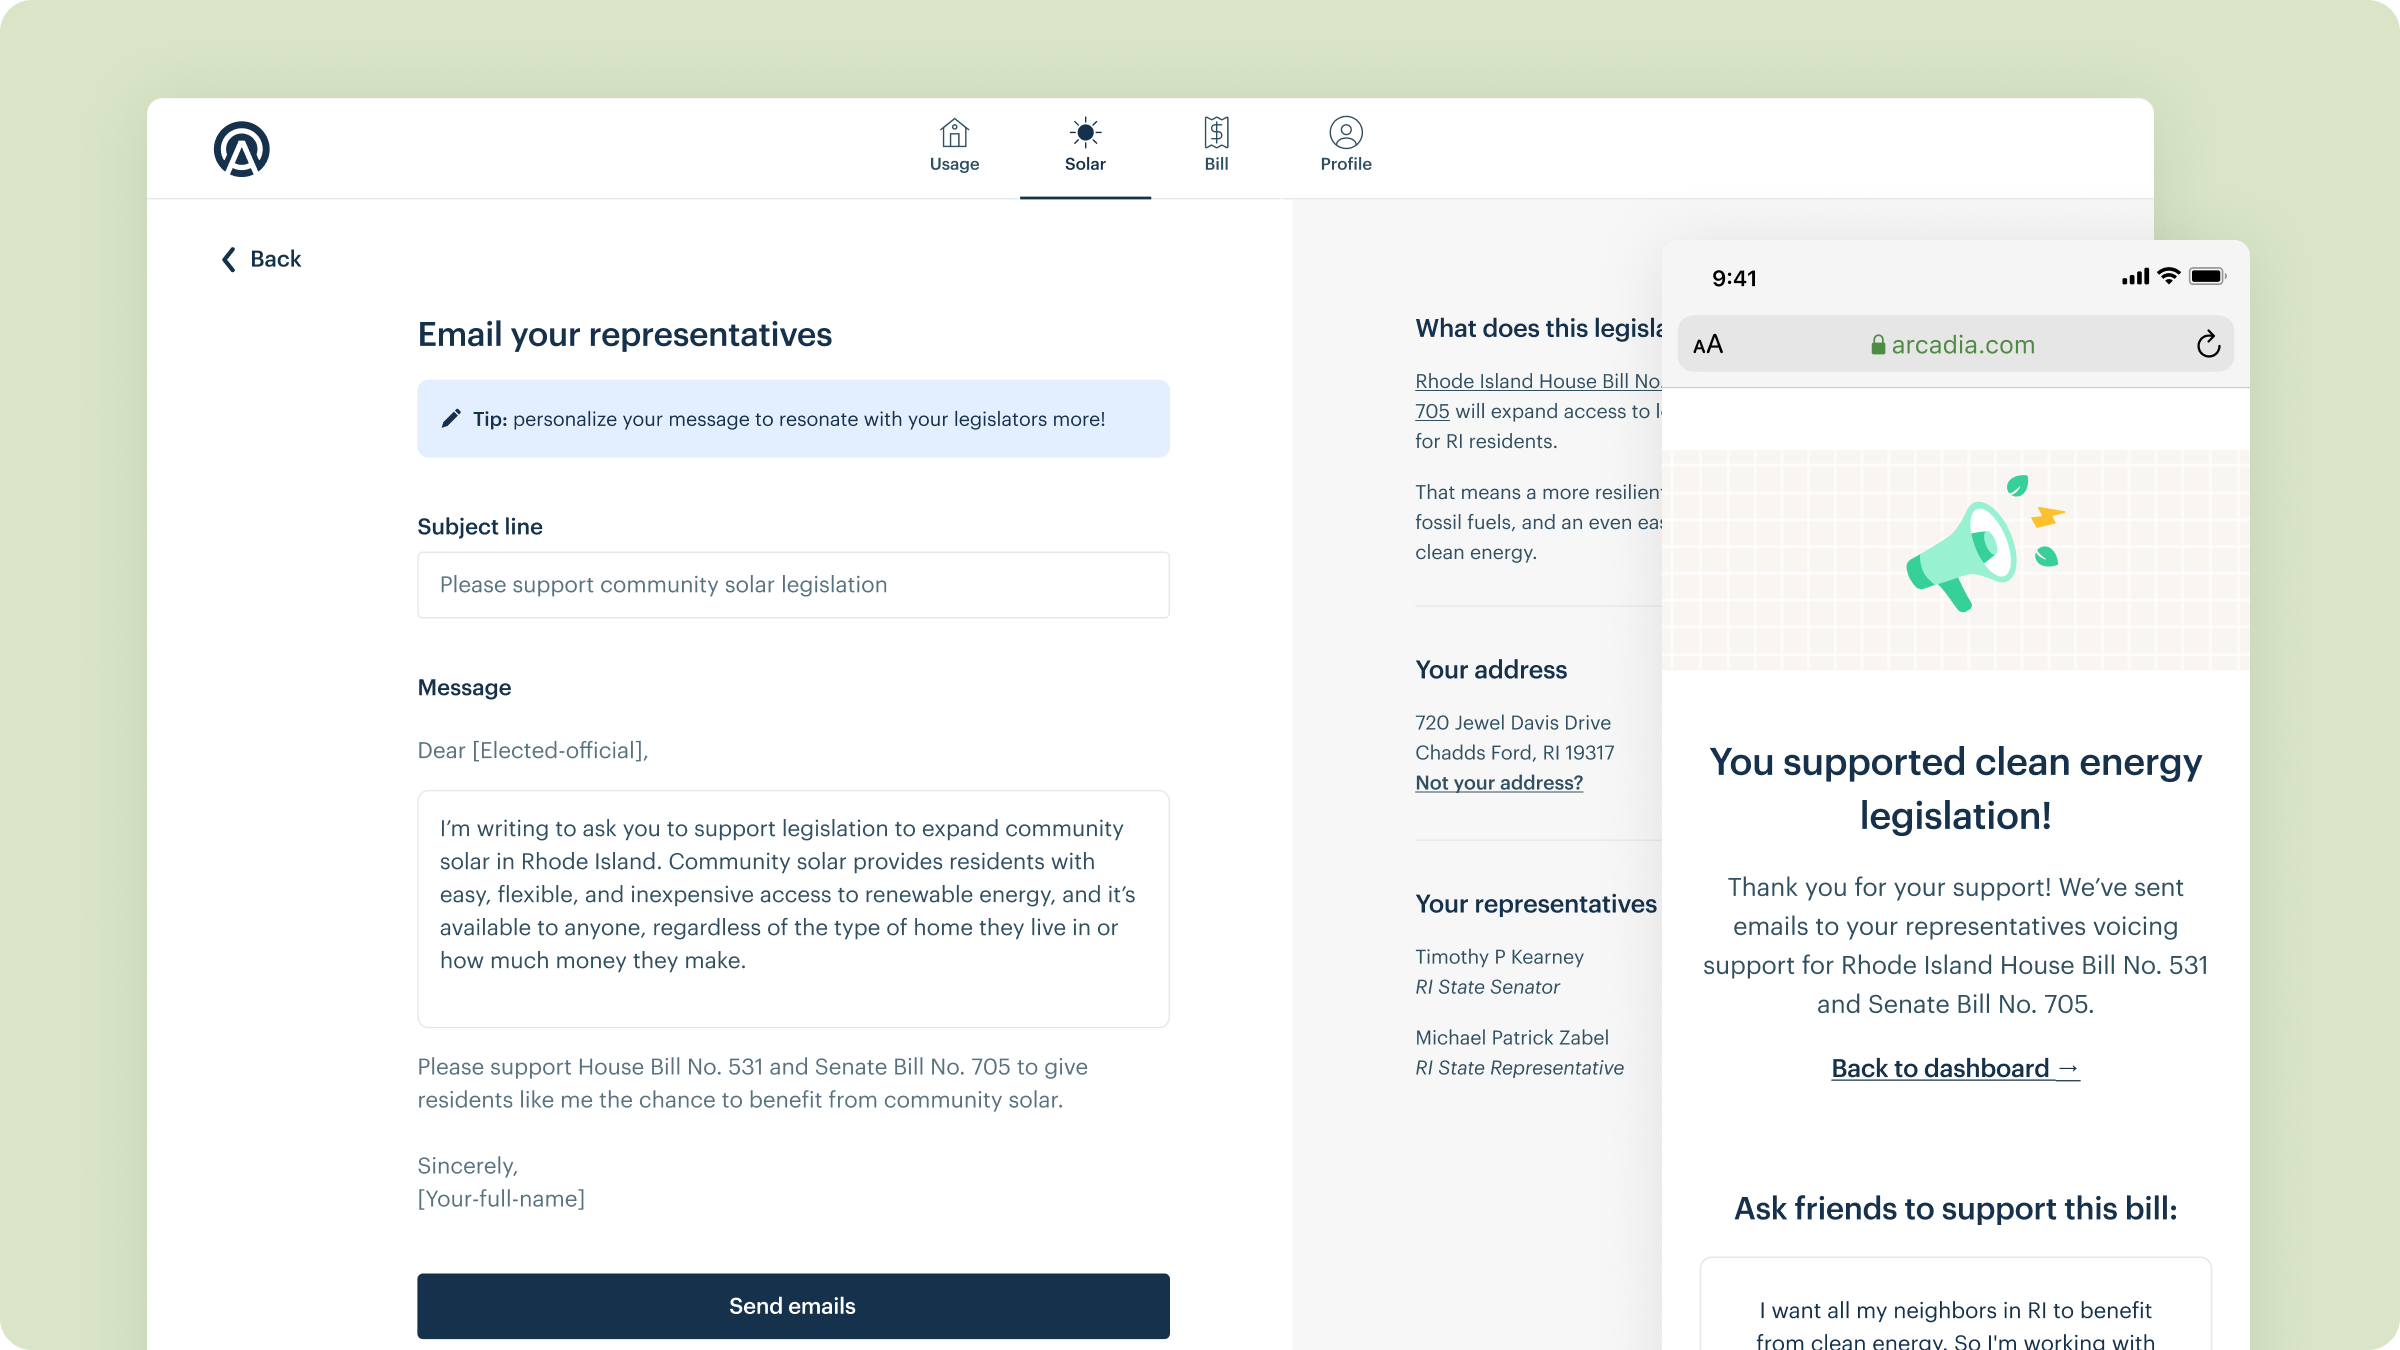 Usage
Solar
Bill
Profile
Back
Email your representatives
Tip: personalize your message to resonate with your legislators more!
Subject line
Please support community solar legislation
Message
Dear [Elected-official],
I’m writing to ask you to support legislation to expand community
solar in Rhode Island. Community solar provides residents with
easy, flexible, and inexpensive access to renewable energy, and it’s
available to anyone, regardless of the type of home they live in or
how much money they make.
Please support House Bill No. 531 and Senate Bill No. 705 to give
residents like me the chance to benefit from community solar.
Sincerely,
[Your-full-name]
Send emails
What does this
Rhode Island House Bill No.
705 will expand access to
for RI residents.
That means a more
fossil fuels, and an even
clean energy.
Your address
720 Jewel Davis Drive
Chadds Ford, RI 19317
Not your address?
Your representatives
Timothy P Kearney
RI State Senator
Michael Patrick Zabel
RI State Representative
9:41
AA
arcadia.com
You supported clean energy
legislation!
Thank you for your support! We’ve sent
emails to your representatives voicing
support for Rhode Island House Bill No. 531
and Senate Bill No. 705.
Back to dashboard →
Ask friends to support this bill:
I want all my neighbors in RI to benefit
from clean energy. So I'm working with